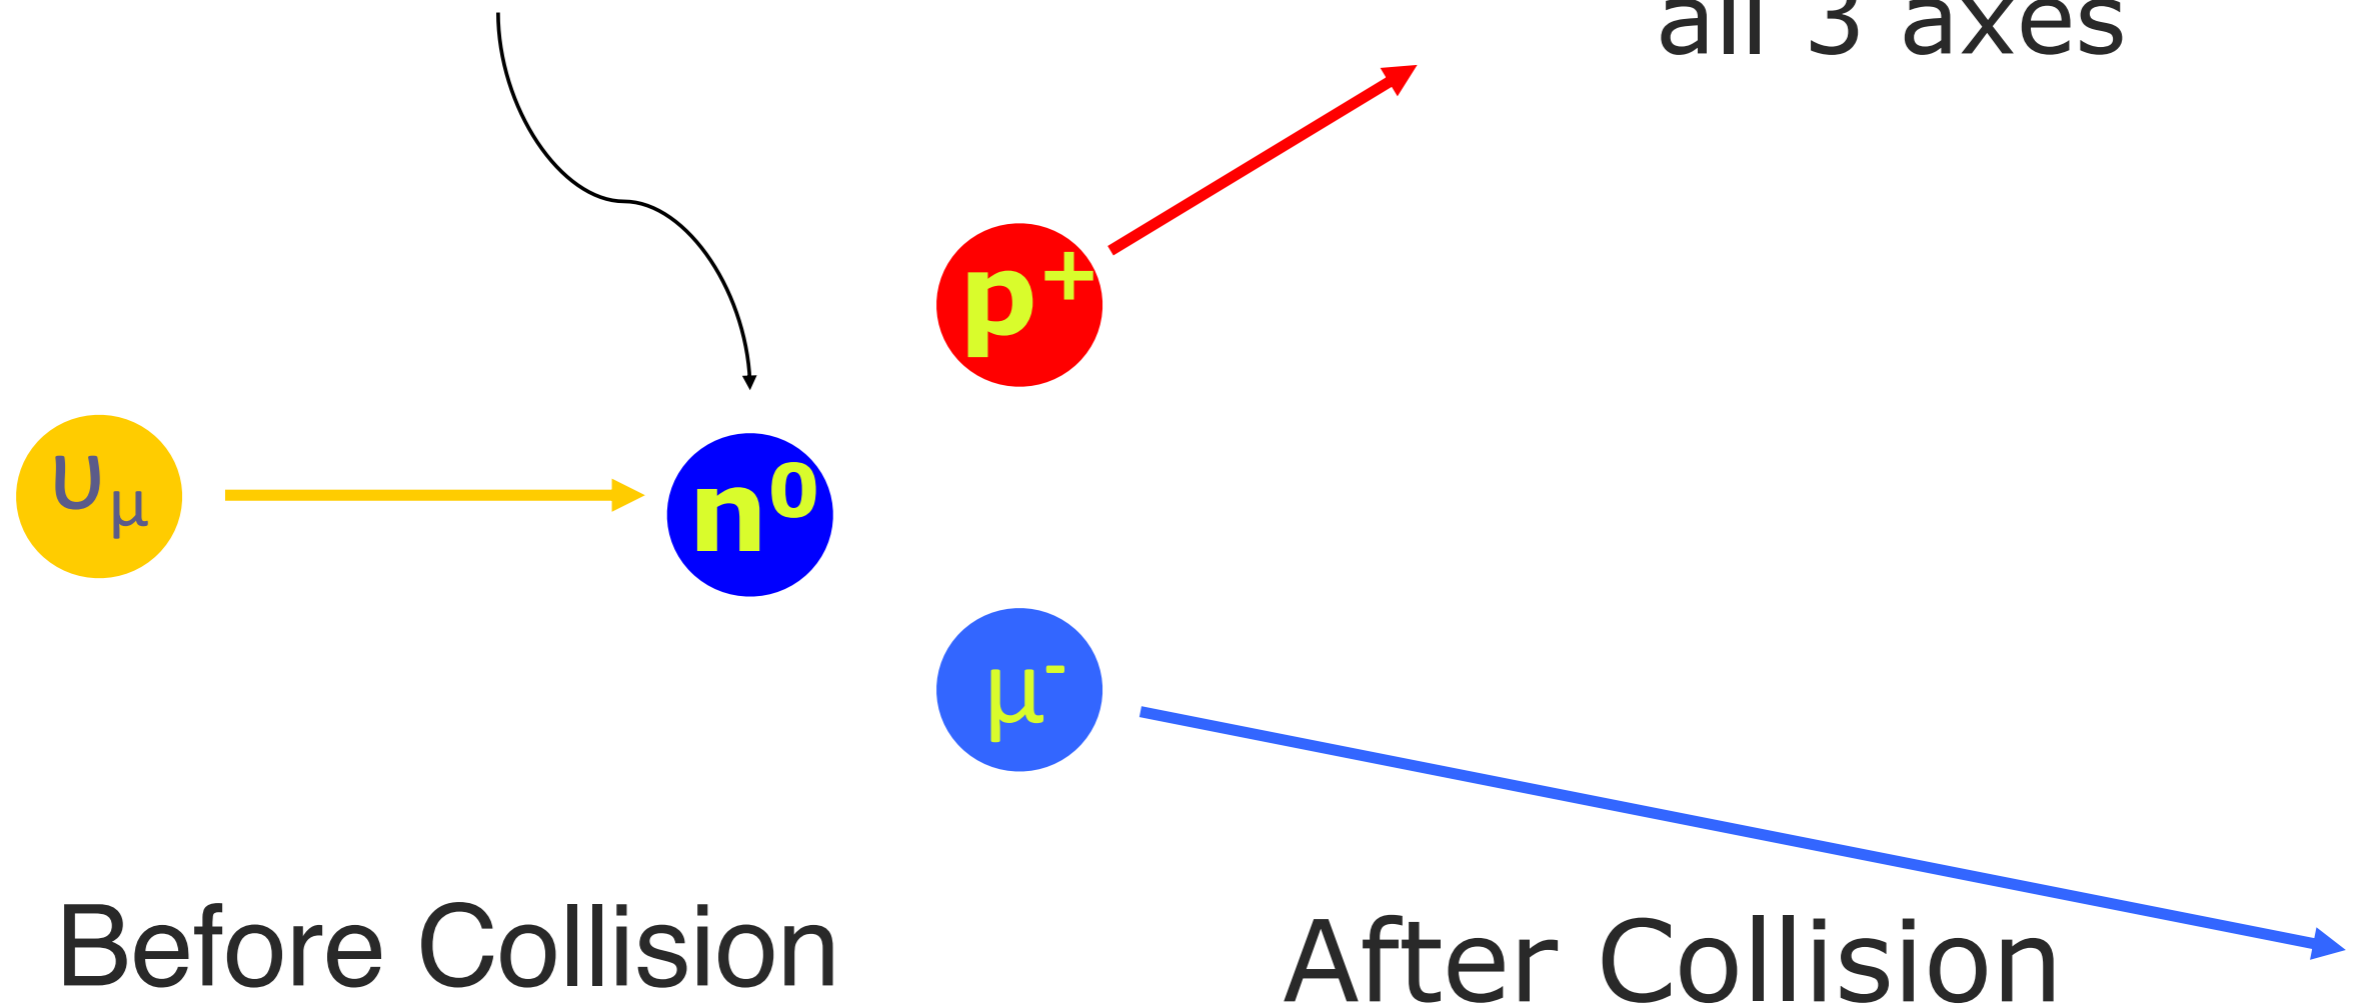 all 3 axes
p⁺
υμ
n⁰
μ⁻
Before Collision
After Collision